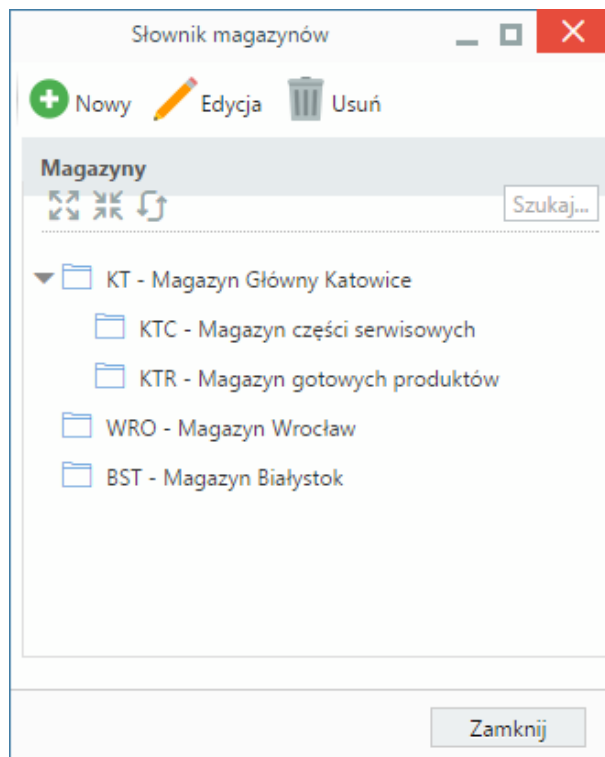 Słownik magazynów
Nowy Edycja Usuń
Magazyny
Szukaj...
KT - Magazyn Główny Katowice
KTC - Magazyn części serwisowych
KTR - Magazyn gotowych produktów
WRO - Magazyn Wrocław
BST - Magazyn Białystok
Zamknij